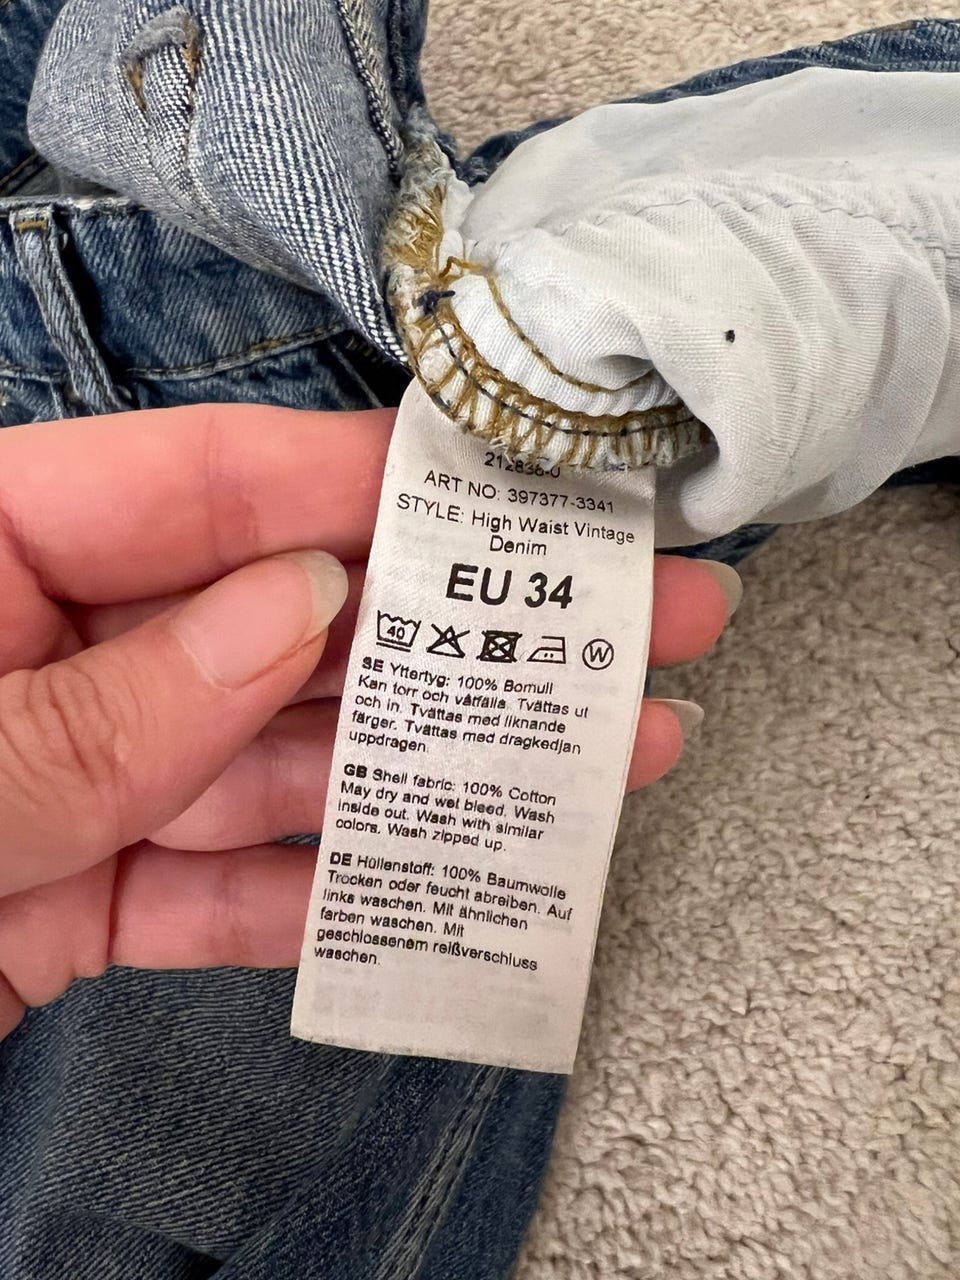 212836-0
ART NO: 397377-3341
STYLE: High Waist Vintage
Denim
EU 34
40
W
SE Yttertyg: 100% Bomull
Kan torr och våtfälla. Tvättas ut
och in. Tvättas med liknande
färger. Tvättas med dragkedjan
uppdragen.
GB Shell fabric: 100% Cotton
May dry and wet bleed. Wash
inside out. Wash with similar
colors. Wash zipped up.
DE Hüllenstoff: 100% Baumwolle
Trocken oder feucht abreiben. Auf
links waschen. Mit ähnlichen
farben waschen. Mit
geschlossenem reißverschluss
waschen.